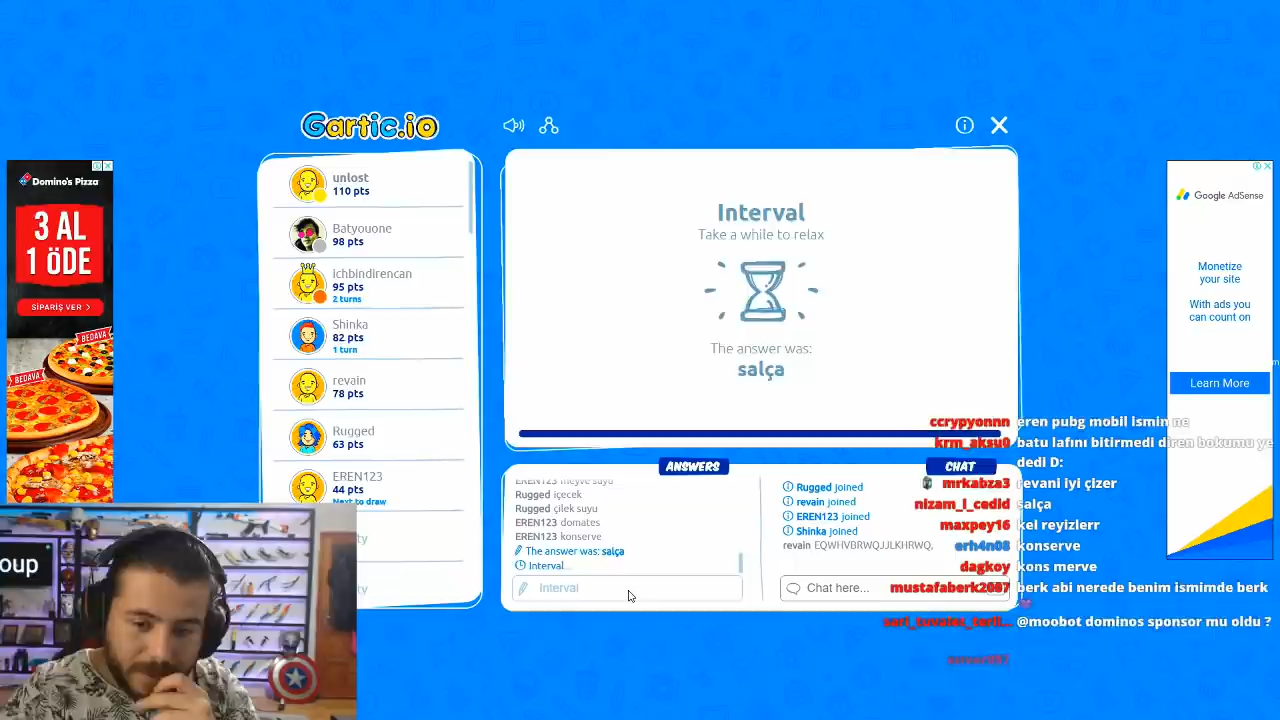 Gartic.io
Domino's Pizza
3 AL
1 ÖDE
SİPARİŞ VER >
BEDAVA
BEDAVA
unlost
110 pts
Batyouone
98 pts
ichbindirencan
95 pts
2 turns
Shinka
82 pts
1 turn
revain
78 pts
Rugged
63 pts
EREN123
44 pts
Next to draw
Interval
Take a while to relax
The answer was:
salça
ANSWERS
EREN123 meyve suyu
Rugged içecek
Rugged çilek suyu
EREN123 domates
EREN123 konserve
The answer was: salça
Interval...
Interval
CHAT
Rugged joined
revain joined
EREN123 joined
Shinka joined
revain EQWHVBRWQJJLKHRWQ,
Chat here...
Google AdSense
Monetize
your site
With ads you
can count on
Learn More
ccrypyonnn eren pubg mobil ismin ne
krm_aksu0 batu lafını bitirmedi diren bokumu ye
dedi D:
mrkabza3 revani iyi çizer
nizam_i_cedid salça
maxpey16 kel reyizlerr
erh4n08 konserve
dagkoy kons merve
mustafaberk2007 berk abi nerede benim ismimde berk
@moobot dominos sponsor mu oldu ?
oup